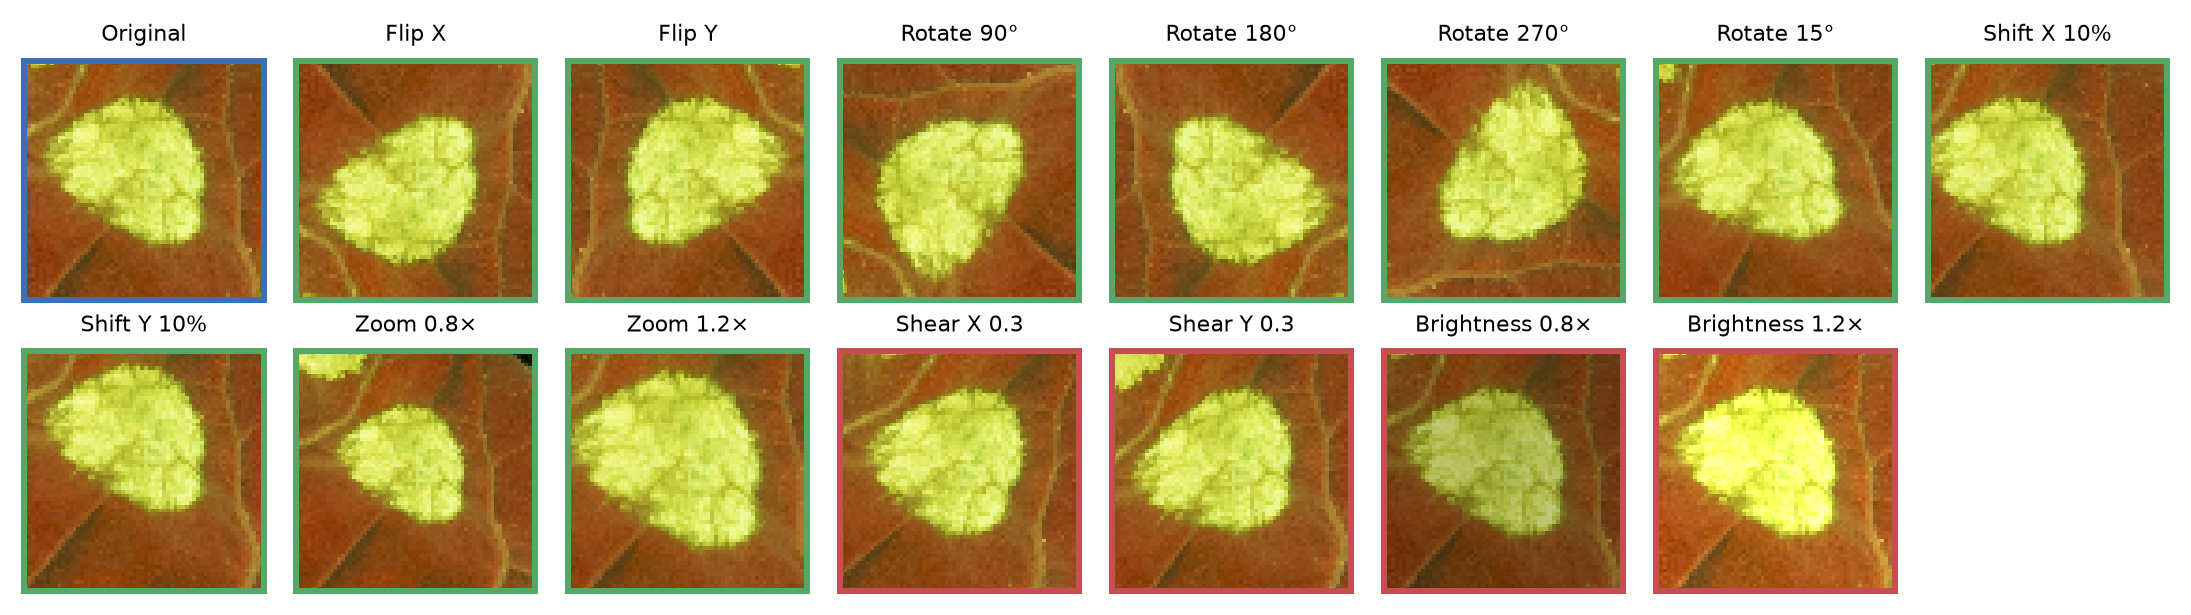 Original Flip X Flip Y Rotate 90° Rotate 180° Rotate 270° Rotate 15° Shift X 10%
Shift Y 10% Zoom 0.8× Zoom 1.2× Shear X 0.3 Shear Y 0.3 Brightness 0.8× Brightness 1.2×